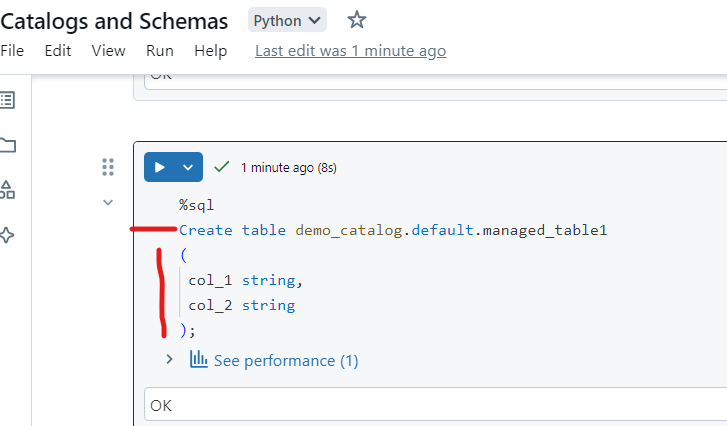 Catalogs and Schemas Python
File Edit View Run Help Last edit was 1 minute ago
OK
1 minute ago (8s)
%sql
Create table demo_catalog.default.managed_table1
(
col_1 string,
col_2 string
);
See performance (1)
OK